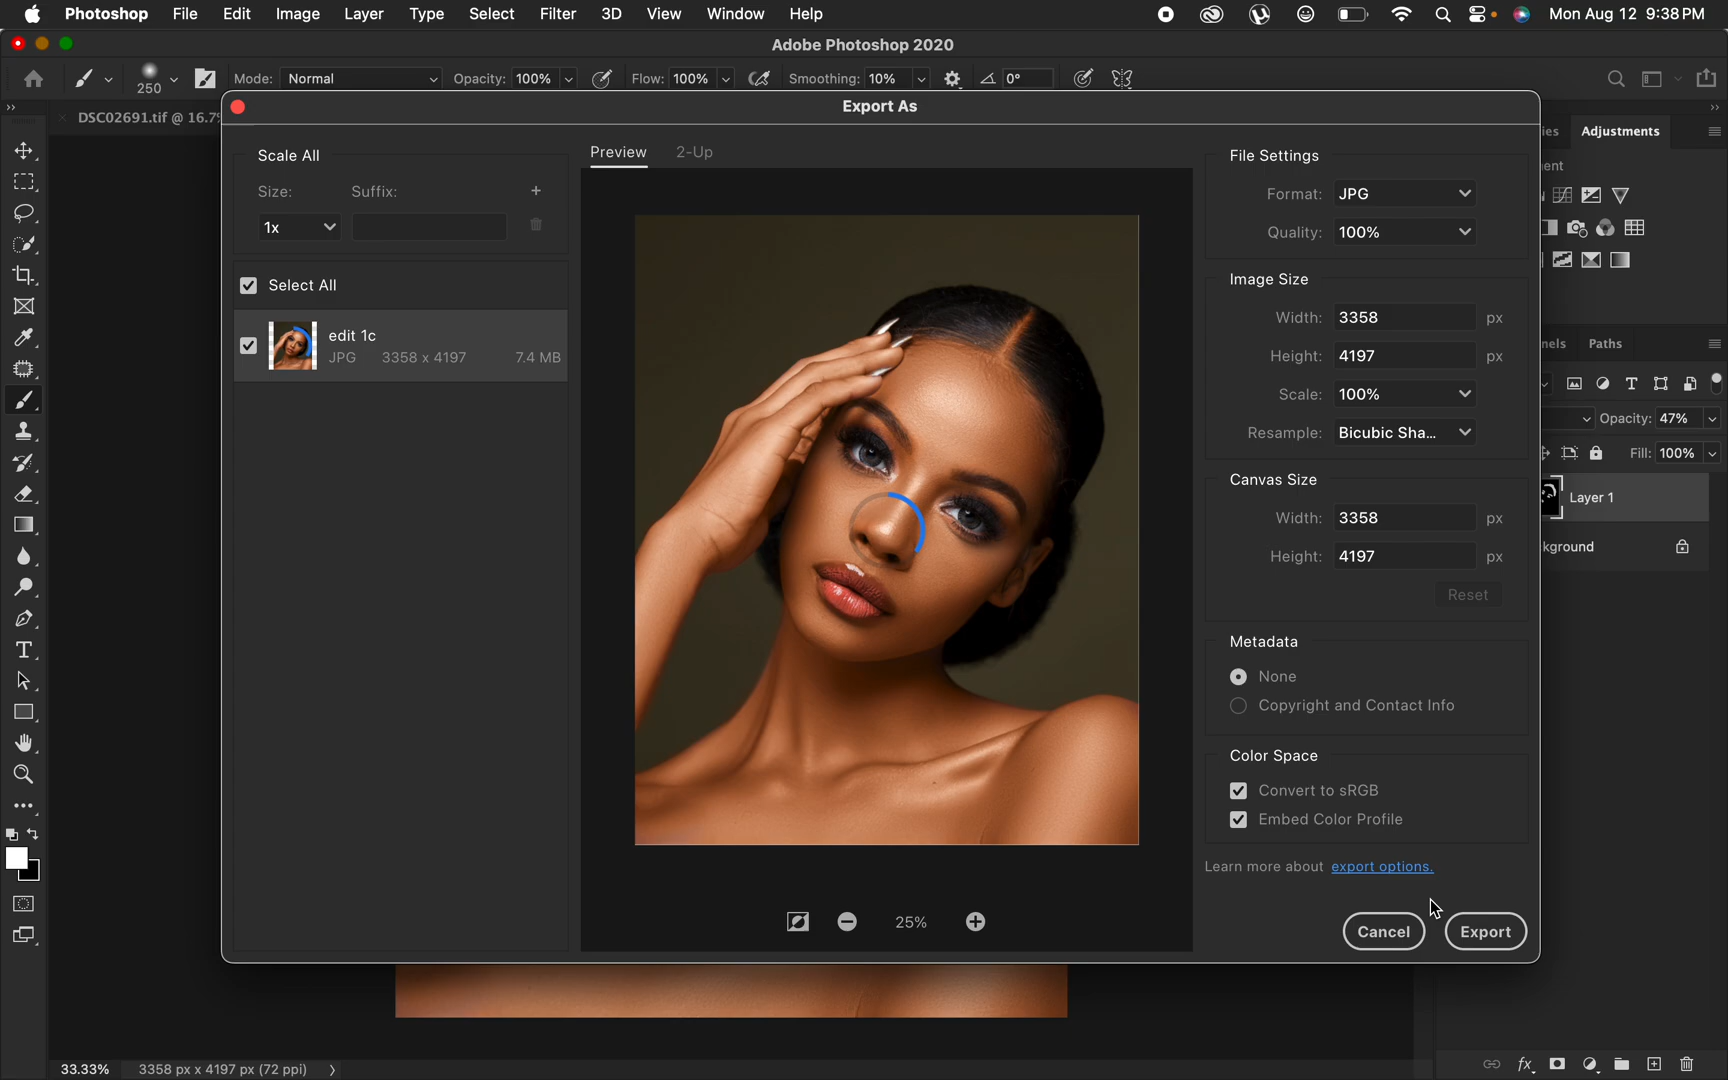 Photoshop File Edit Image Layer Type Select Filter 3D View Window Help Mon Aug 12 9:38 PM
Adobe Photoshop 2020
250 Mode: Normal Opacity: 100% Flow: 100% Smoothing: 10% 0°
DSC02691.tif @ 16.7%
Export As
Scale All
Size: Suffix:
1x
Select All
edit 1c
JPG 3358 x 4197 7.4 MB
Preview 2-Up
25%
File Settings
Format: JPG
Quality: 100%
Image Size
Width: 3358 px
Height: 4197 px
Scale: 100%
Resample: Bicubic Sha...
Canvas Size
Width: 3358 px
Height: 4197 px
Reset
Metadata
None
Copyright and Contact Info
Color Space
Convert to sRGB
Embed Color Profile
Learn more about export options.
Cancel Export
ies Adjustments
ent
nels Paths
Opacity: 47%
Fill: 100%
Layer 1
kground
33.33% 3358 px x 4197 px (72 ppi)